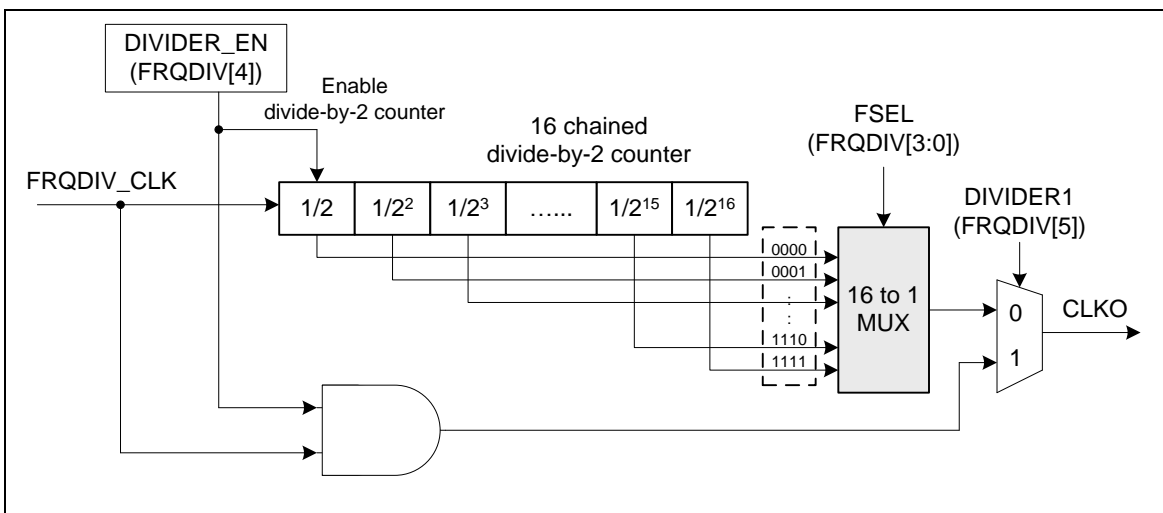 DIVIDER_EN
(FRQDIV[4])
Enable
divide-by-2 counter
16 chained
divide-by-2 counter
FSEL
(FRQDIV[3:0])
DIVIDER1
(FRQDIV[5])
FRQDIV_CLK
1/2 1/2² 1/2³ …... 1/2¹⁵ 1/2¹⁶
0000
0001
:
:
1110
1111
16 to 1
MUX
0
1
CLKO